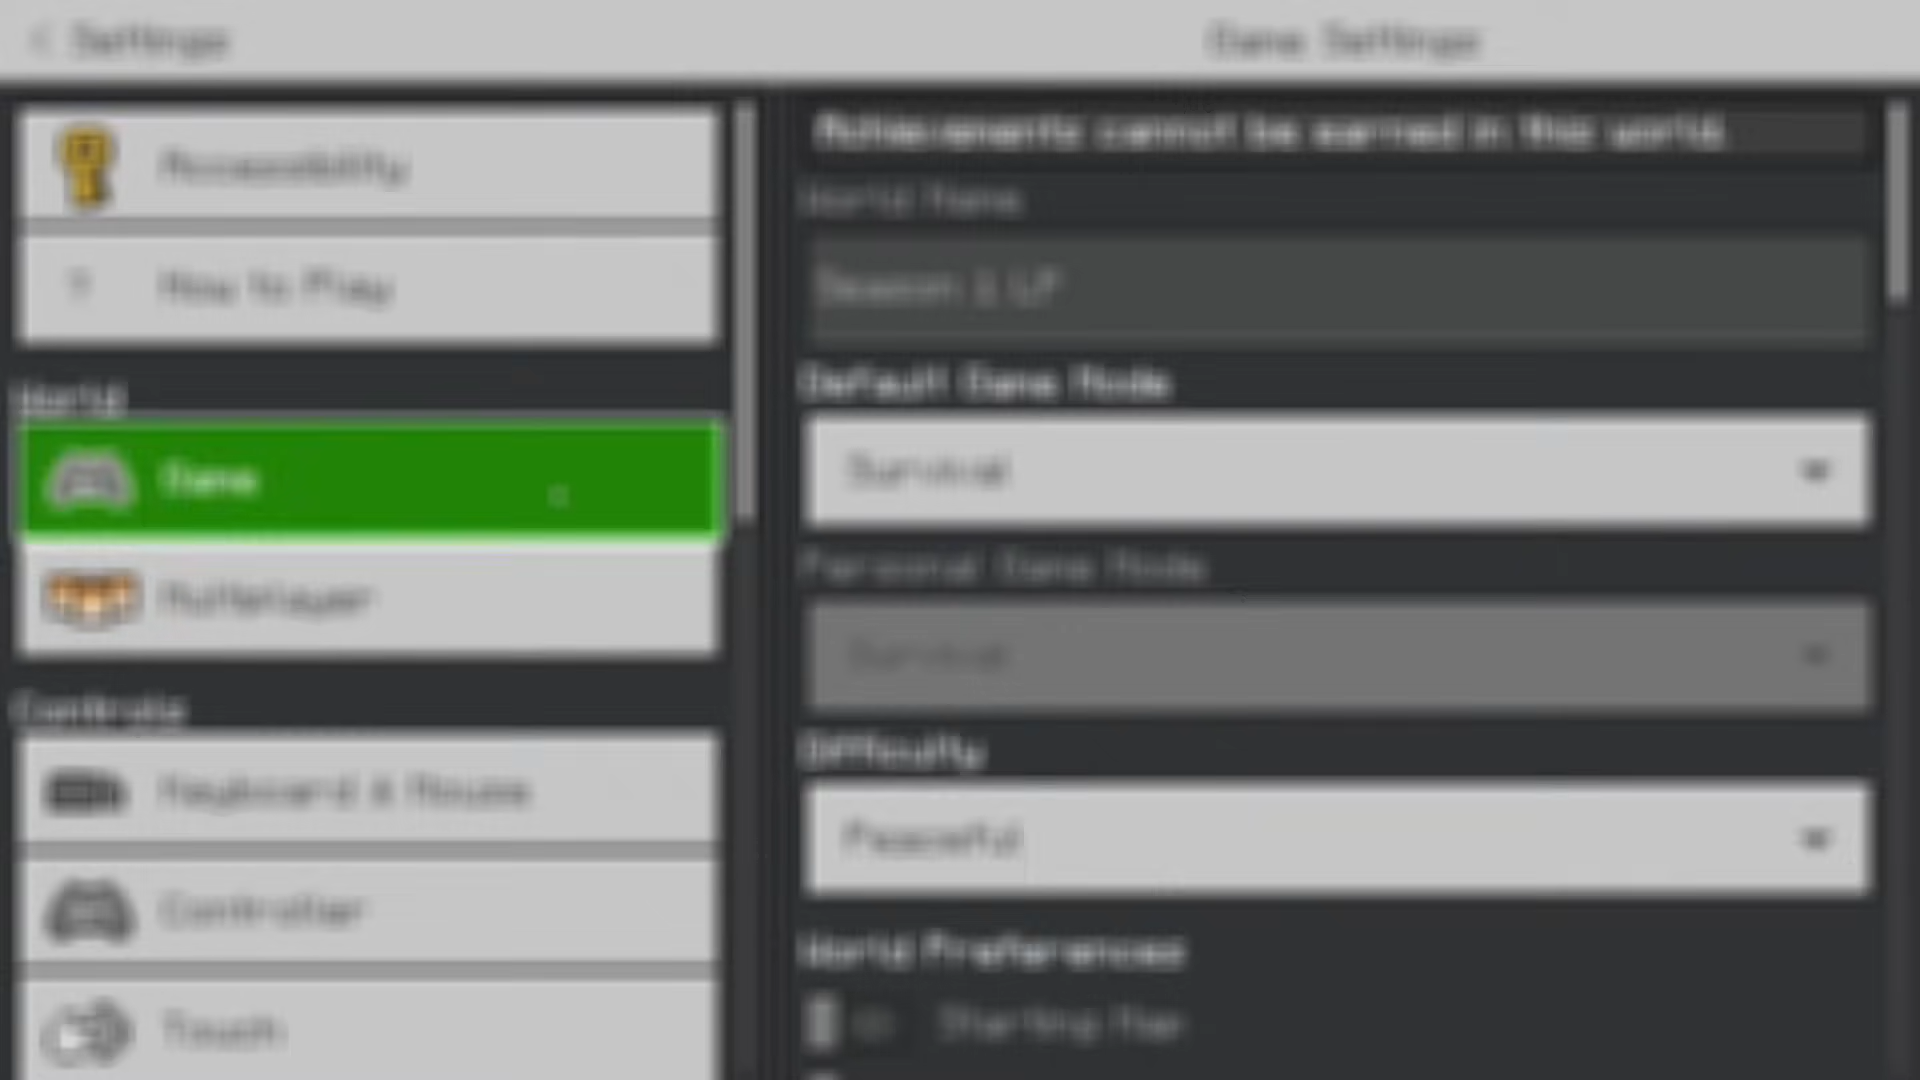 Settings
Game Settings
Accessibility
? How to Play
World
Game
Multiplayer
Controls
Keyboard & Mouse
Controller
Touch
Achievements cannot be earned in this world.
World Name
Season 1
Default Game Mode
Survival
Personal Game Mode
Survival
Difficulty
Peaceful
World Preferences
Starting Map